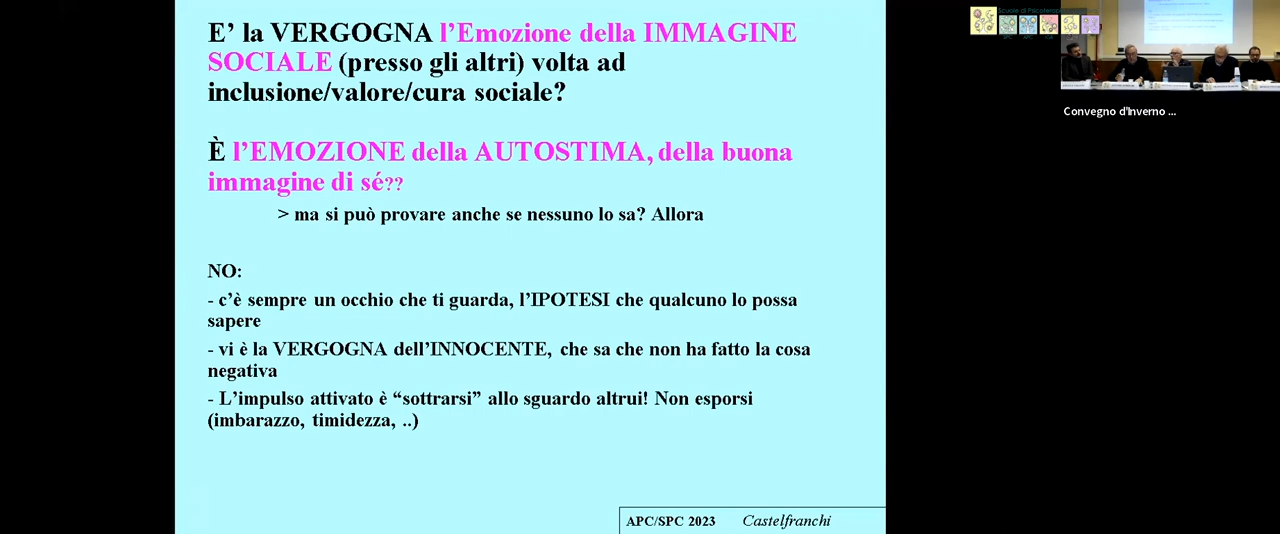 E’ la VERGOGNA l’Emozione della IMMAGINE
SOCIALE (presso gli altri) volta ad
inclusione/valore/cura sociale?
È l’EMOZIONE della AUTOSTIMA, della buona
immagine di sé??
> ma si può provare anche se nessuno lo sa? Allora
NO:
- c’è sempre un occhio che ti guarda, l’IPOTESI che qualcuno lo possa
sapere
- vi è la VERGOGNA dell’INNOCENTE, che sa che non ha fatto la cosa
negativa
- L’impulso attivato è “sottrarsi” allo sguardo altrui! Non esporsi
(imbarazzo, timidezza, ..)
APC/SPC 2023 Castelfranchi
Scuole di Psicoterap
Convegno d'Inverno ...